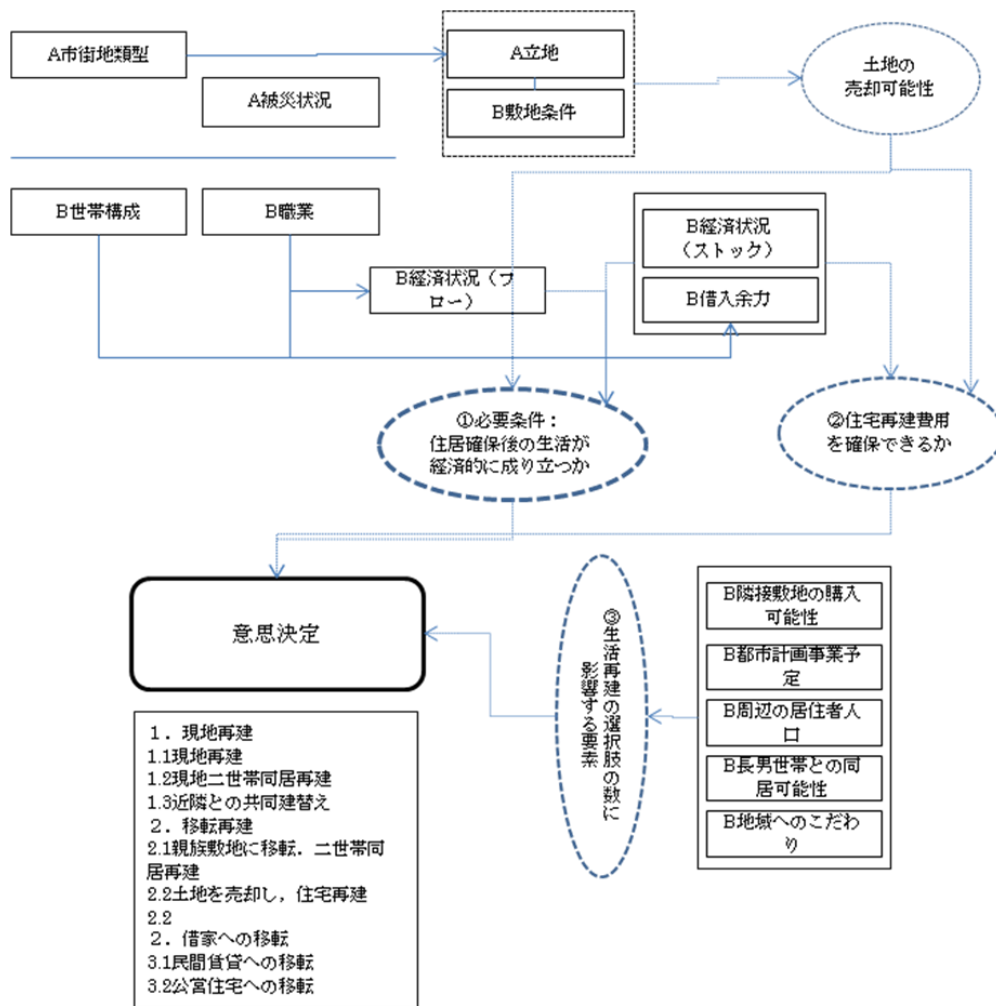 A市街地類型
A被災状況
A立地
B敷地条件
土地の
売却可能性
B世帯構成
B職業
B経済状況（フ
ロー）
B経済状況
（ストック）
B借入余力
①必要条件：
住居確保後の生活が
経済的に成り立つか
②住宅再建費用
を確保できるか
意思決定
③生活再建の選択肢の数に
影響する要素
B隣接敷地の購入
可能性
B都市計画事業予
定
B周辺の居住者人
口
B長男世帯との同
居可能性
B地域へのこだわ
り
1．現地再建
1.1現地再建
1.2現地二世帯同居再建
1.3近隣との共同建替え
2．移転再建
2.1親族敷地に移転．二世帯同
居再建
2.2土地を売却し，住宅再建
2.2
2．借家への移転
3.1民間賃貸への移転
3.2公営住宅への移転